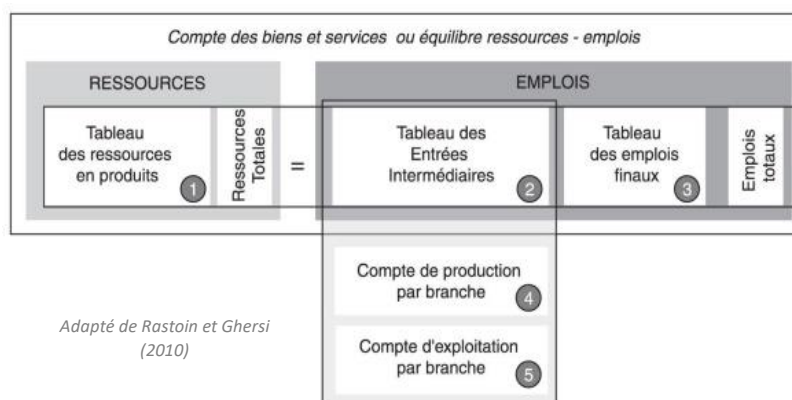 Compte des biens et services ou équilibre ressources - emplois
RESSOURCES
EMPLOIS
Tableau
des ressources
en produits
1
Ressources
Totales
=
Tableau des
Entrées
Intermédiaires
2
Tableau
des emplois
finaux
3
Emplois
totaux
Compte de production
par branche
4
Compte d'exploitation
par branche
5
Adapté de Rastoin et Ghersi
(2010)